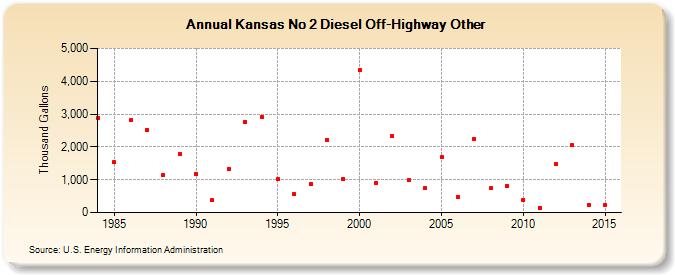 Annual Kansas No 2 Diesel Off-Highway Other
Thousand Gallons
5,000
4,000
3,000
2,000
1,000
0
1985 1990 1995 2000 2005 2010 2015
Source: U.S. Energy Information Administration